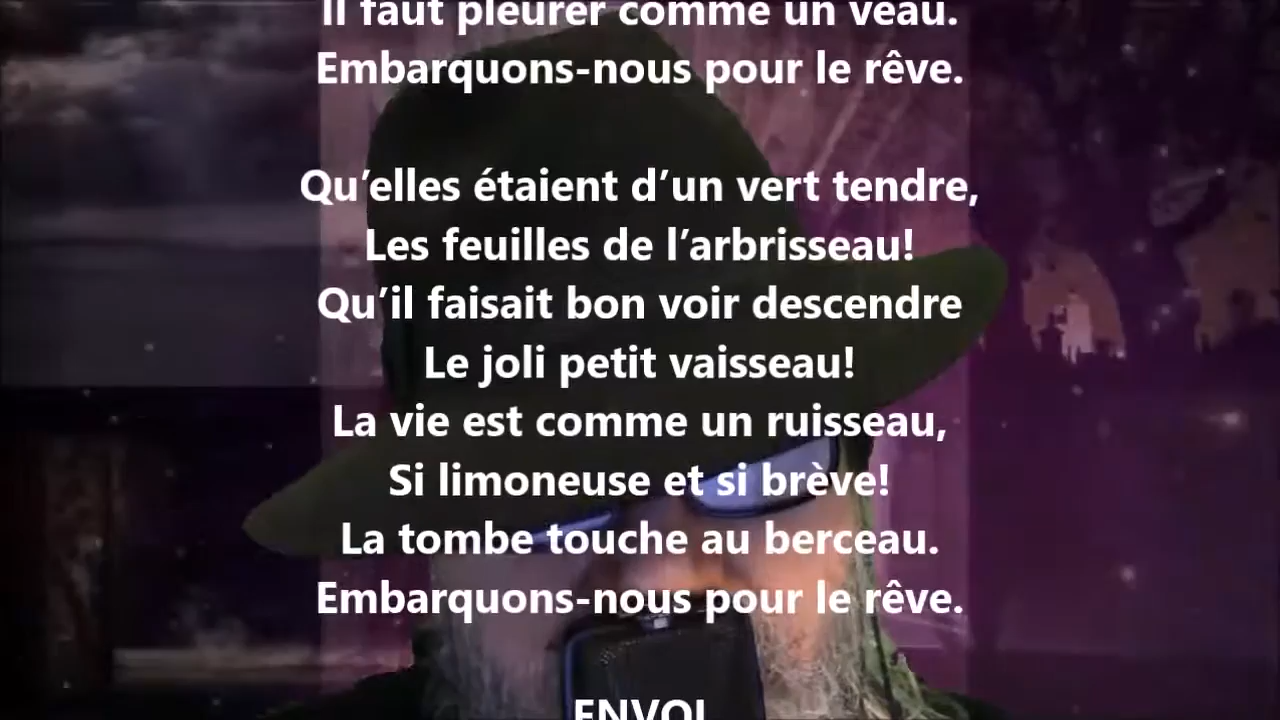 Il faut pleurer comme un veau.
Embarquons-nous pour le rêve.
Qu’elles étaient d’un vert tendre,
Les feuilles de l’arbrisseau!
Qu’il faisait bon voir descendre
Le joli petit vaisseau!
La vie est comme un ruisseau,
Si limoneuse et si brève!
La tombe touche au berceau.
Embarquons-nous pour le rêve.
ENVOI